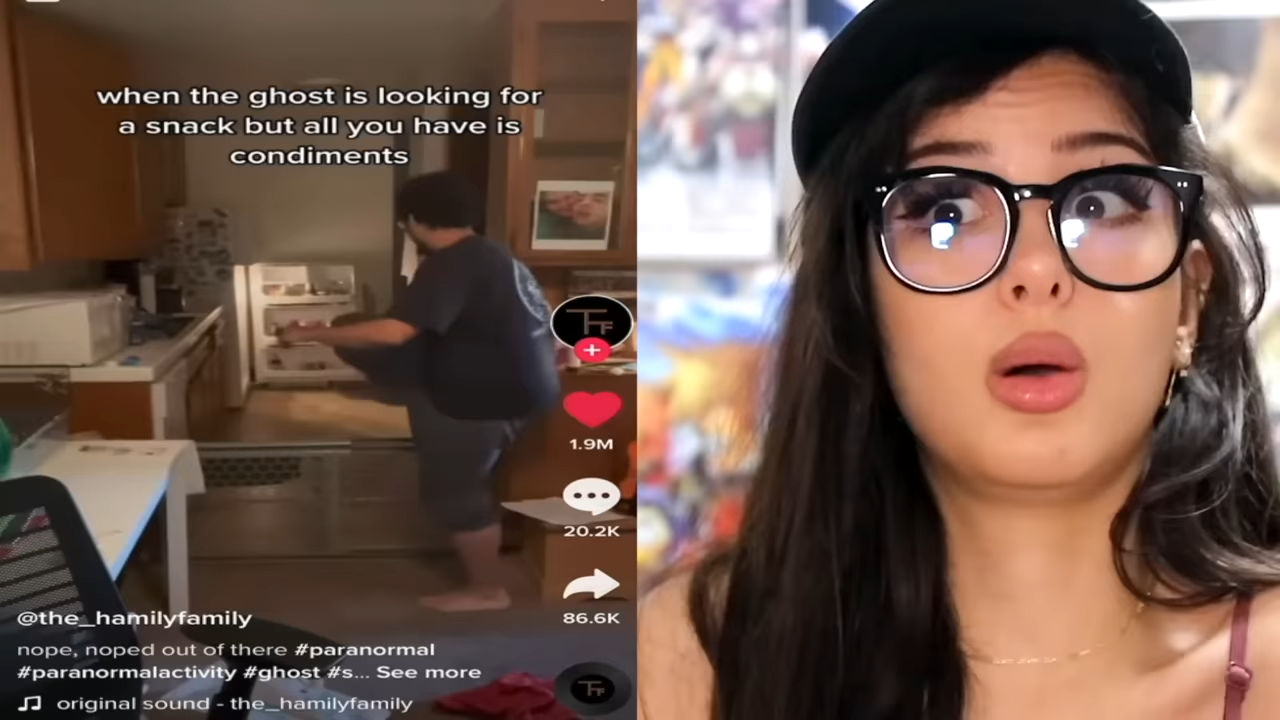 when the ghost is looking for
a snack but all you have is
condiments
1.9M
20.2K
86.6K
@the_hamilyfamily
nope, noped out of there #paranormal
#paranormalactivity #ghost #s... See more
original sound - the_hamilyfamily